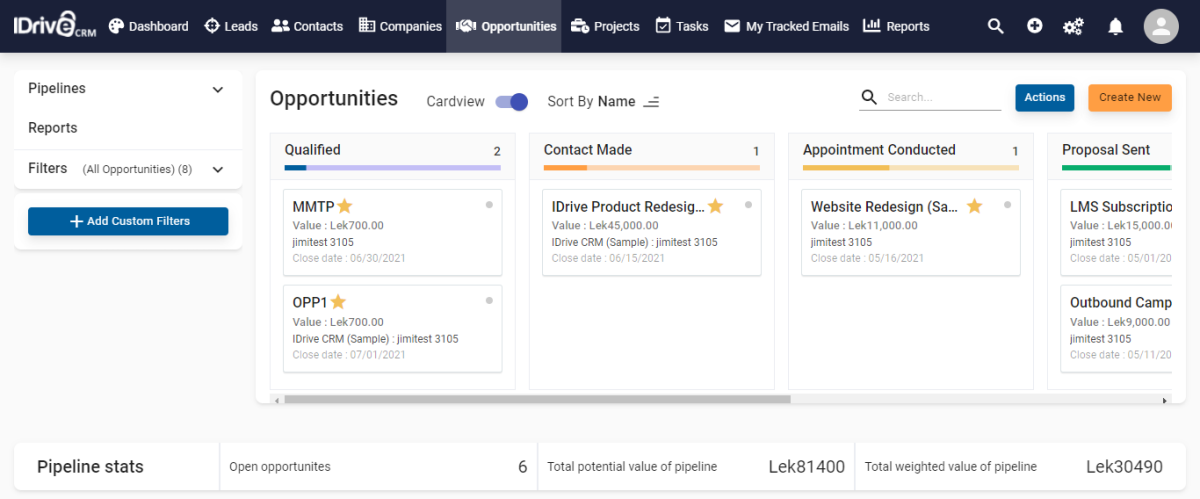 IDrive CRM Dashboard Leads Contacts Companies Opportunities Projects Tasks My Tracked Emails Reports
Pipelines
Reports
Filters (All Opportunities) (8)
Add Custom Filters
Opportunities Cardview Sort By Name Search... Actions Create New
Qualified 2
MMTP
Value : Lek700.00
jimitest 3105
Close date : 06/30/2021
OPP1
Value : Lek700.00
IDrive CRM (Sample) : jimitest 3105
Close date : 07/01/2021
Contact Made 1
IDrive Product Redesig...
Value : Lek45,000.00
IDrive CRM (Sample) : jimitest 3105
Close date : 06/15/2021
Appointment Conducted 1
Website Redesign (Sa...
Value : Lek11,000.00
jimitest 3105
Close date : 05/16/2021
Proposal Sent
LMS Subscriptio
Value : Lek15,000.0
jimitest 3105
Close date : 05/01/20
Outbound Camp
Value : Lek9,000.00
jimitest 3105
Close date : 05/11/20
Pipeline stats Open opportunites 6 Total potential value of pipeline Lek81400 Total weighted value of pipeline Lek30490